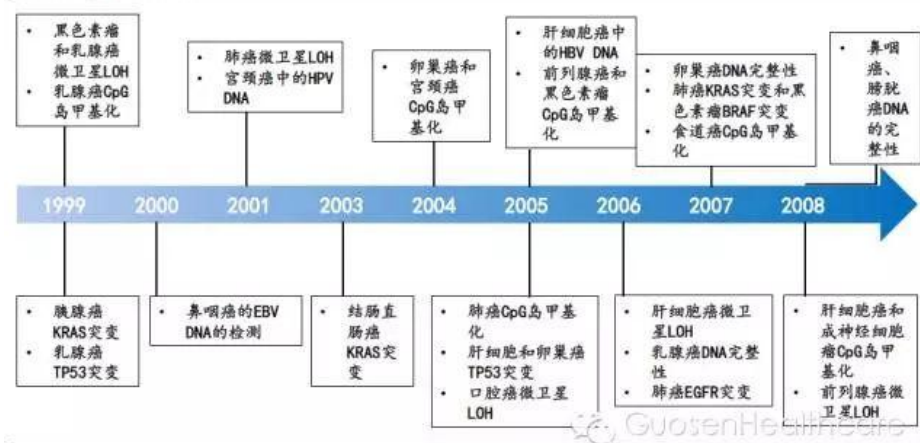 • 黑色素瘤
和乳腺癌
微卫星LOH
• 乳腺癌CpG
岛甲基化
• 肺癌微卫星LOH
• 宫颈癌中的HPV
DNA
• 卵巢癌和
宫颈癌
CpG岛甲
基化
• 肝细胞癌中
的HBV DNA
• 前列腺癌和
黑色素瘤
CpG岛甲基
化
• 卵巢癌DNA完整性
• 肺癌KRAS突变和黑
色素瘤BRAF突变
• 食道癌CpG岛甲基
化
• 鼻咽
癌、
膀胱
癌DNA
的完
整性
1999 2000 2001 2003 2004 2005 2006 2007 2008
• 胰腺癌
KRAS突变
• 乳腺癌
TP53突变
• 鼻咽癌的EBV
DNA的检测
• 结肠直
肠癌
KRAS突
变
• 肺癌CpG岛甲基
化
• 肝细胞和卵巢癌
TP53突变
• 口腔癌微卫星
LOH
• 肝细胞癌微卫
星LOH
• 乳腺癌DNA完整
性
• 肺癌EGFR突变
• 肝细胞癌和
成神经细胞
瘤CpG岛甲
基化
• 前列腺癌微
卫星LOH
GuosenHealthcare